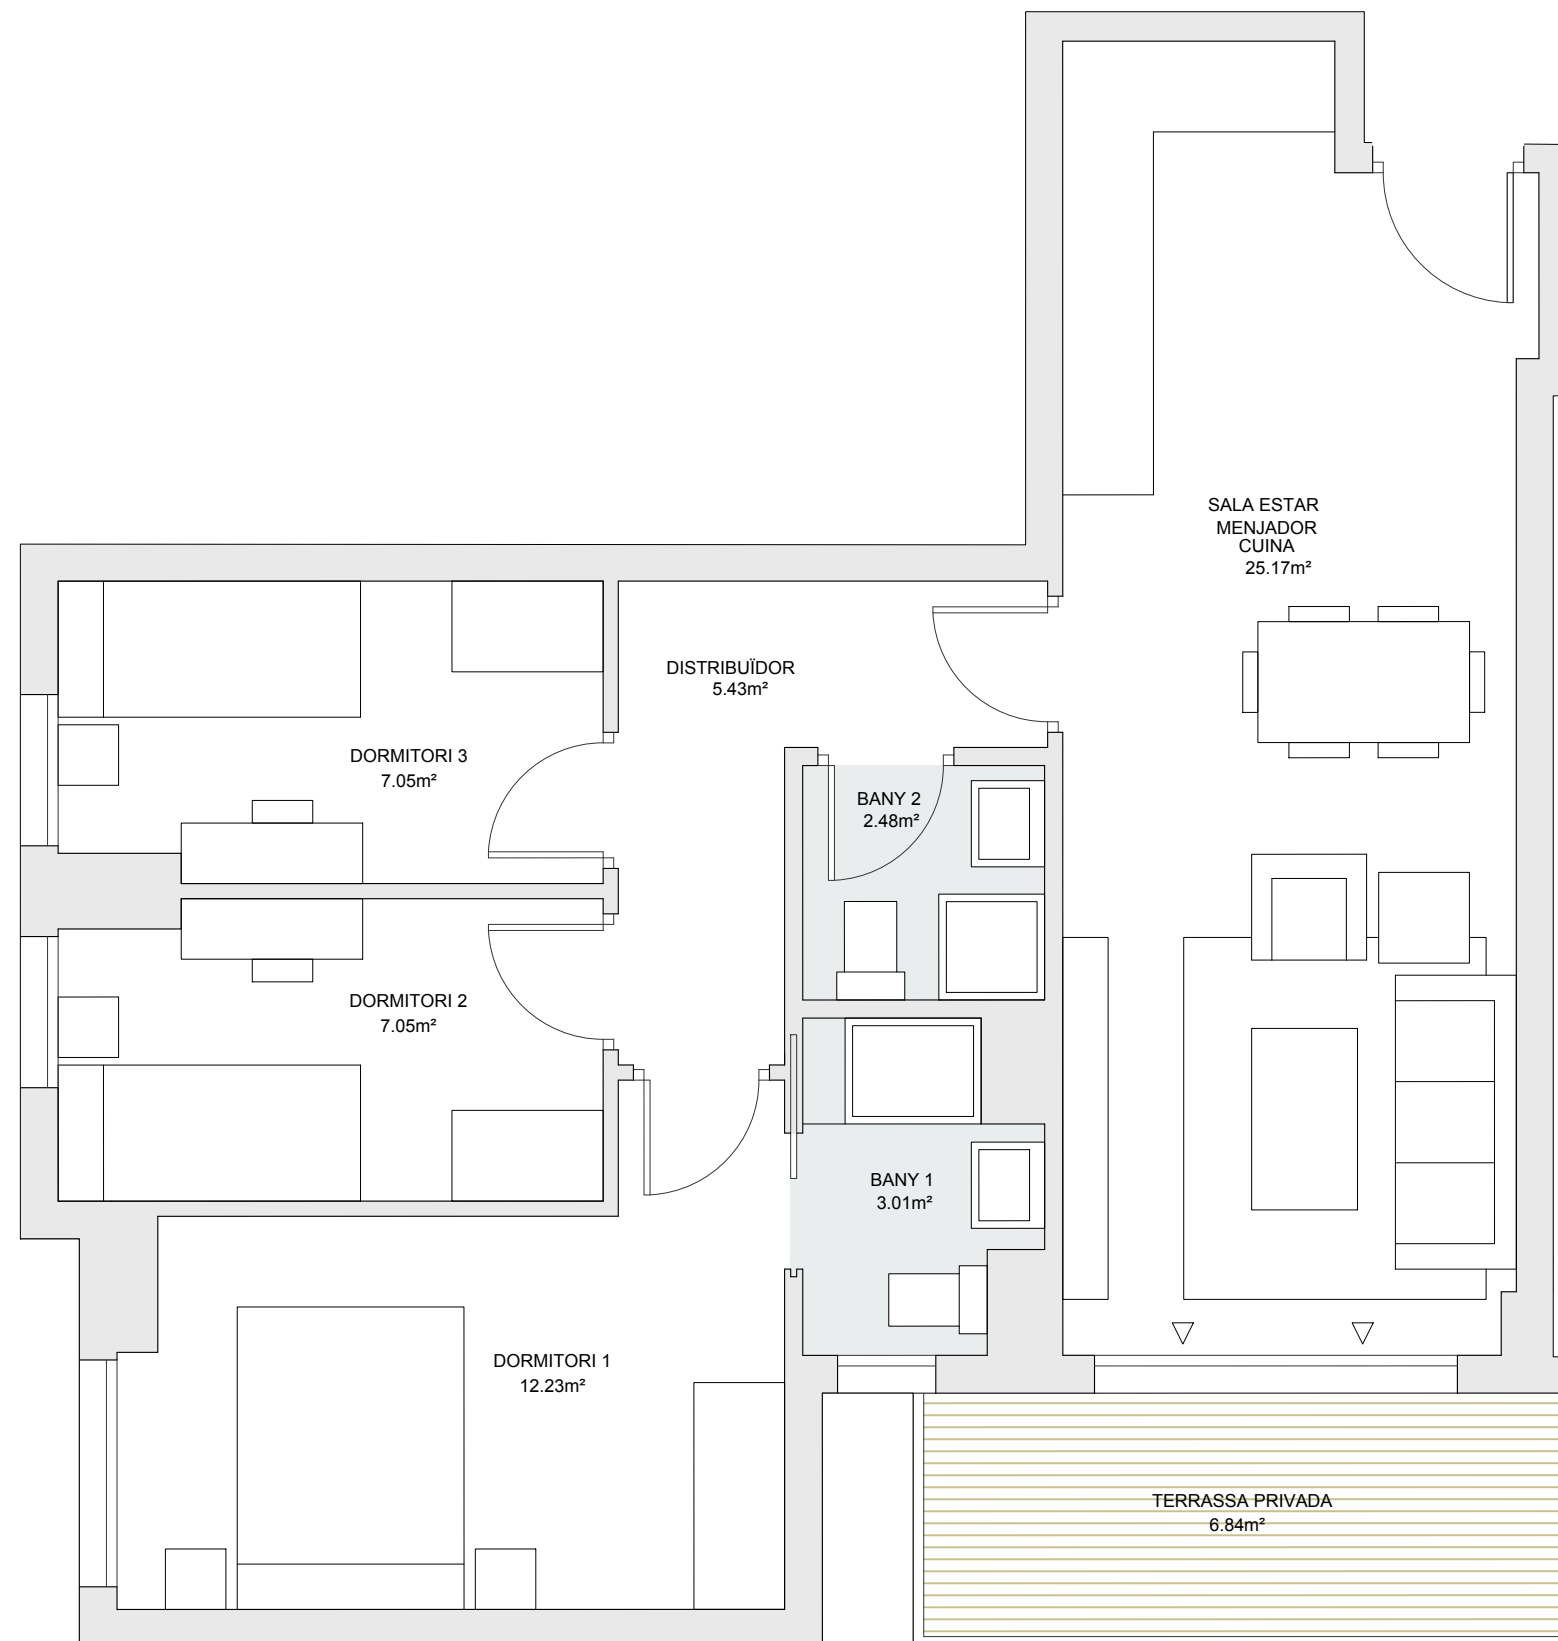 SALA ESTAR
MENJADOR
CUINA
25.17m²
DISTRIBUÏDOR
5.43m²
DORMITORI 3
7.05m²
BANY 2
2.48m²
DORMITORI 2
7.05m²
BANY 1
3.01m²
DORMITORI 1
12.23m²
TERRASSA PRIVADA
6.84m²